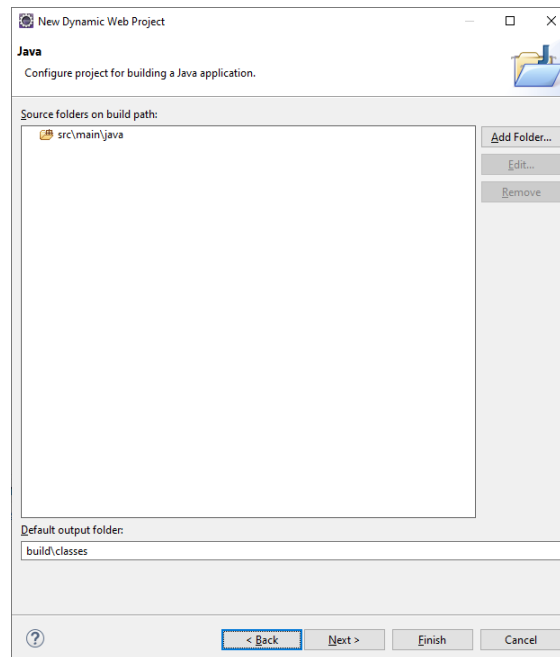 New Dynamic Web Project
Java
Configure project for building a Java application.
Source folders on build path:
src\main\java
Add Folder...
Edit...
Remove
Default output folder:
build\classes
?
< Back
Next >
Finish
Cancel